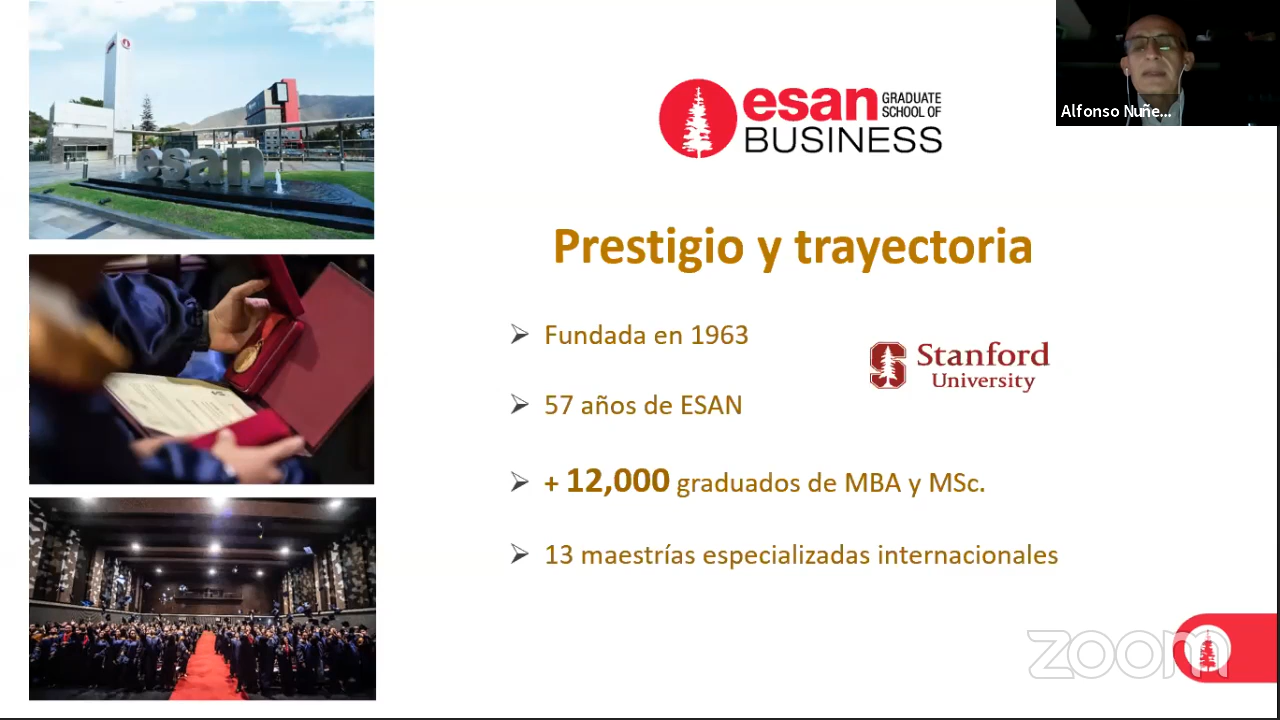 esan
esan GRADUATE
SCHOOL OF
BUSINESS
Alfonso Nuñe...
Prestigio y trayectoria
➢ Fundada en 1963
Stanford
University
➢ 57 años de ESAN
➢ + 12,000 graduados de MBA y MSc.
➢ 13 maestrías especializadas internacionales
zoom